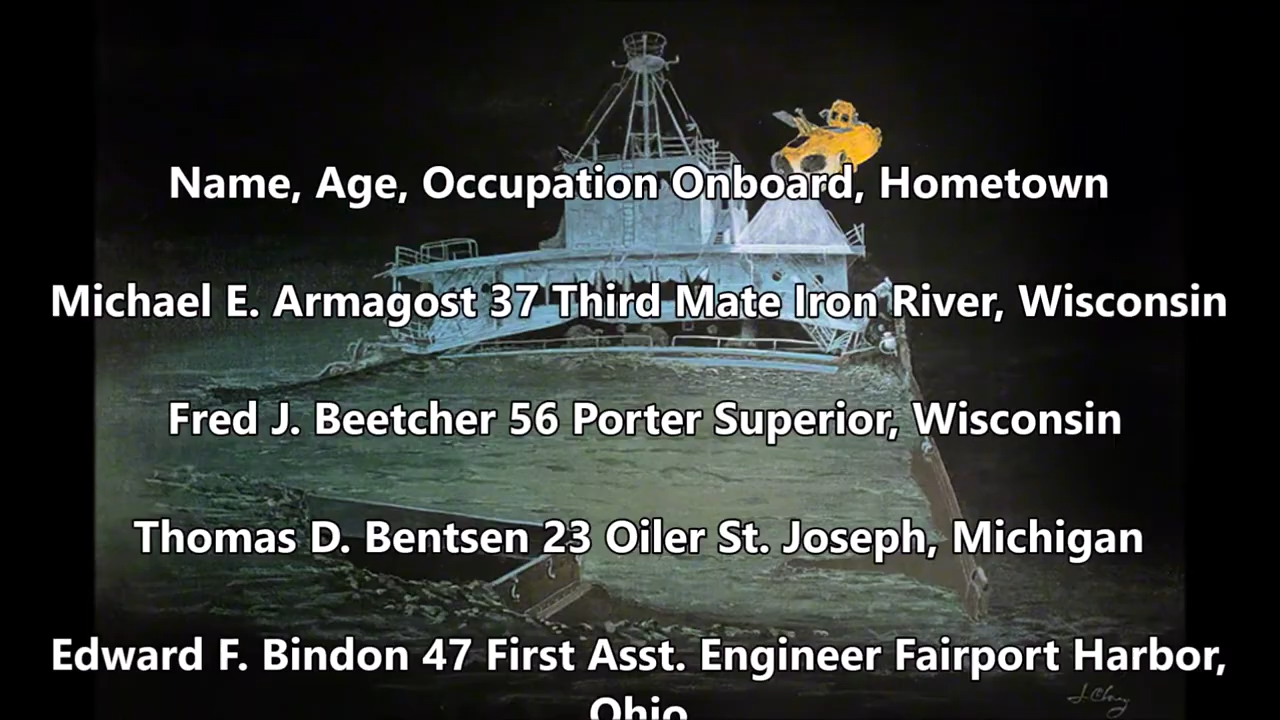 Name, Age, Occupation Onboard, Hometown
Michael E. Armagost 37 Third Mate Iron River, Wisconsin
Fred J. Beetcher 56 Porter Superior, Wisconsin
Thomas D. Bentsen 23 Oiler St. Joseph, Michigan
Edward F. Bindon 47 First Asst. Engineer Fairport Harbor,
Ohio